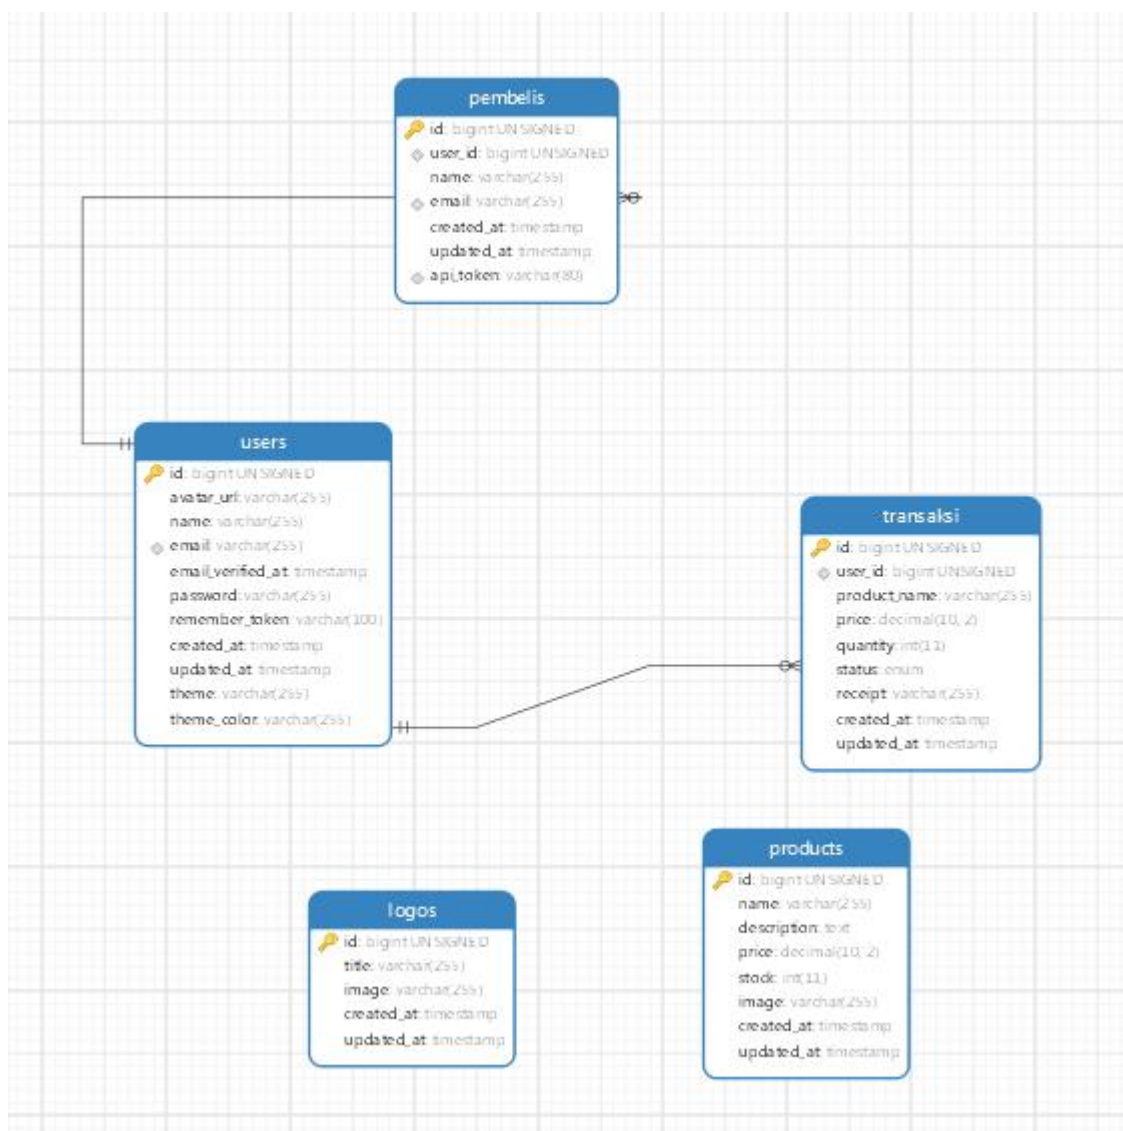 pembelis
id: bigint UNSIGNED
user_id: bigint UNSIGNED
name: varchar(255)
email: varchar(255)
created_at: timestamp
updated_at: timestamp
api_token: varchar(80)
users
id: bigint UNSIGNED
avatar_url: varchar(255)
name: varchar(255)
email: varchar(255)
email_verified_at: timestamp
password: varchar(255)
remember_token: varchar(100)
created_at: timestamp
updated_at: timestamp
theme: varchar(255)
theme_color: varchar(255)
transaksi
id: bigint UNSIGNED
user_id: bigint UNSIGNED
product_name: varchar(255)
price: decimal(10, 2)
quantity: int(11)
status: enum
receipt: varchar(255)
created_at: timestamp
updated_at: timestamp
products
id: bigint UNSIGNED
name: varchar(255)
description: text
price: decimal(10, 2)
stock: int(11)
image: varchar(255)
created_at: timestamp
updated_at: timestamp
logos
id: bigint UNSIGNED
title: varchar(255)
image: varchar(255)
created_at: timestamp
updated_at: timestamp